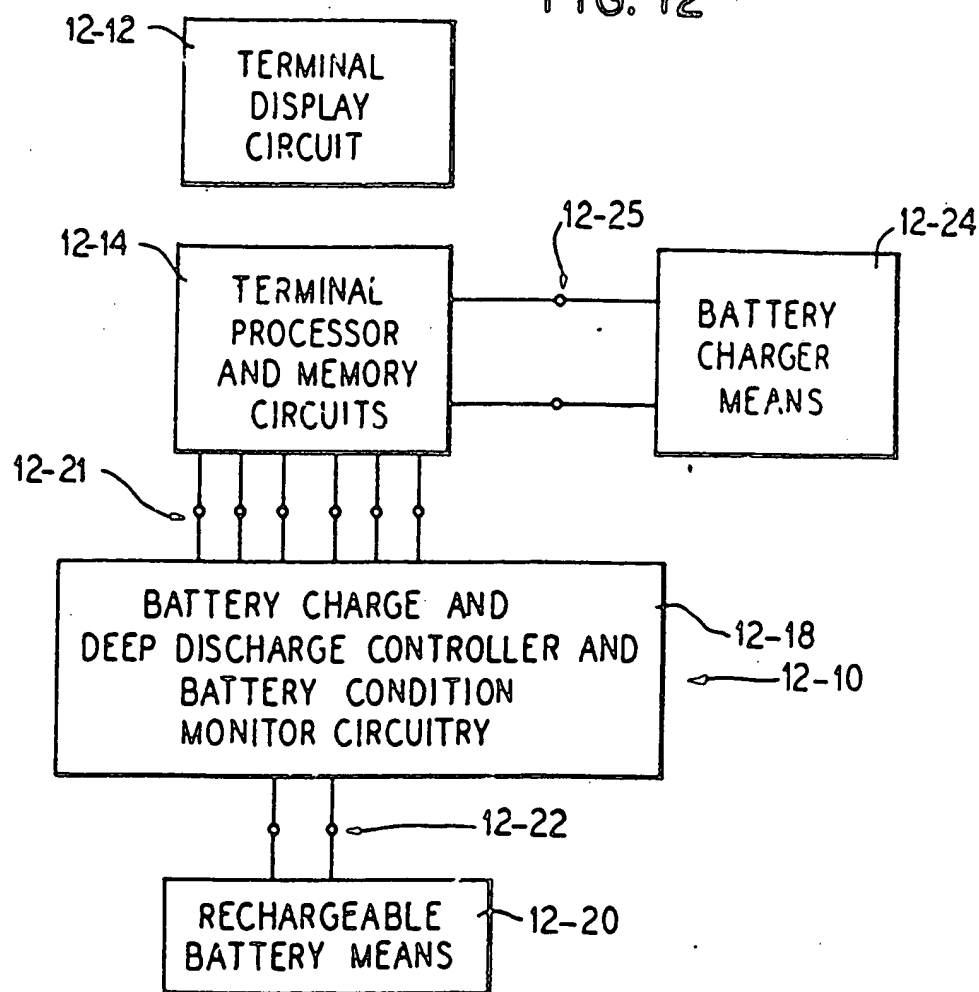 FIG. 12
12-12
TERMINAL
DISPLAY
CIRCUIT
12-14
TERMINAL
PROCESSOR
AND MEMORY
CIRCUITS
12-25
12-24
BATTERY
CHARGER
MEANS
12-21
BATTERY CHARGE AND
DEEP DISCHARGE CONTROLLER AND
BATTERY CONDITION
MONITOR CIRCUITRY
12-18
12-10
12-22
RECHARGEABLE
BATTERY MEANS
12-20